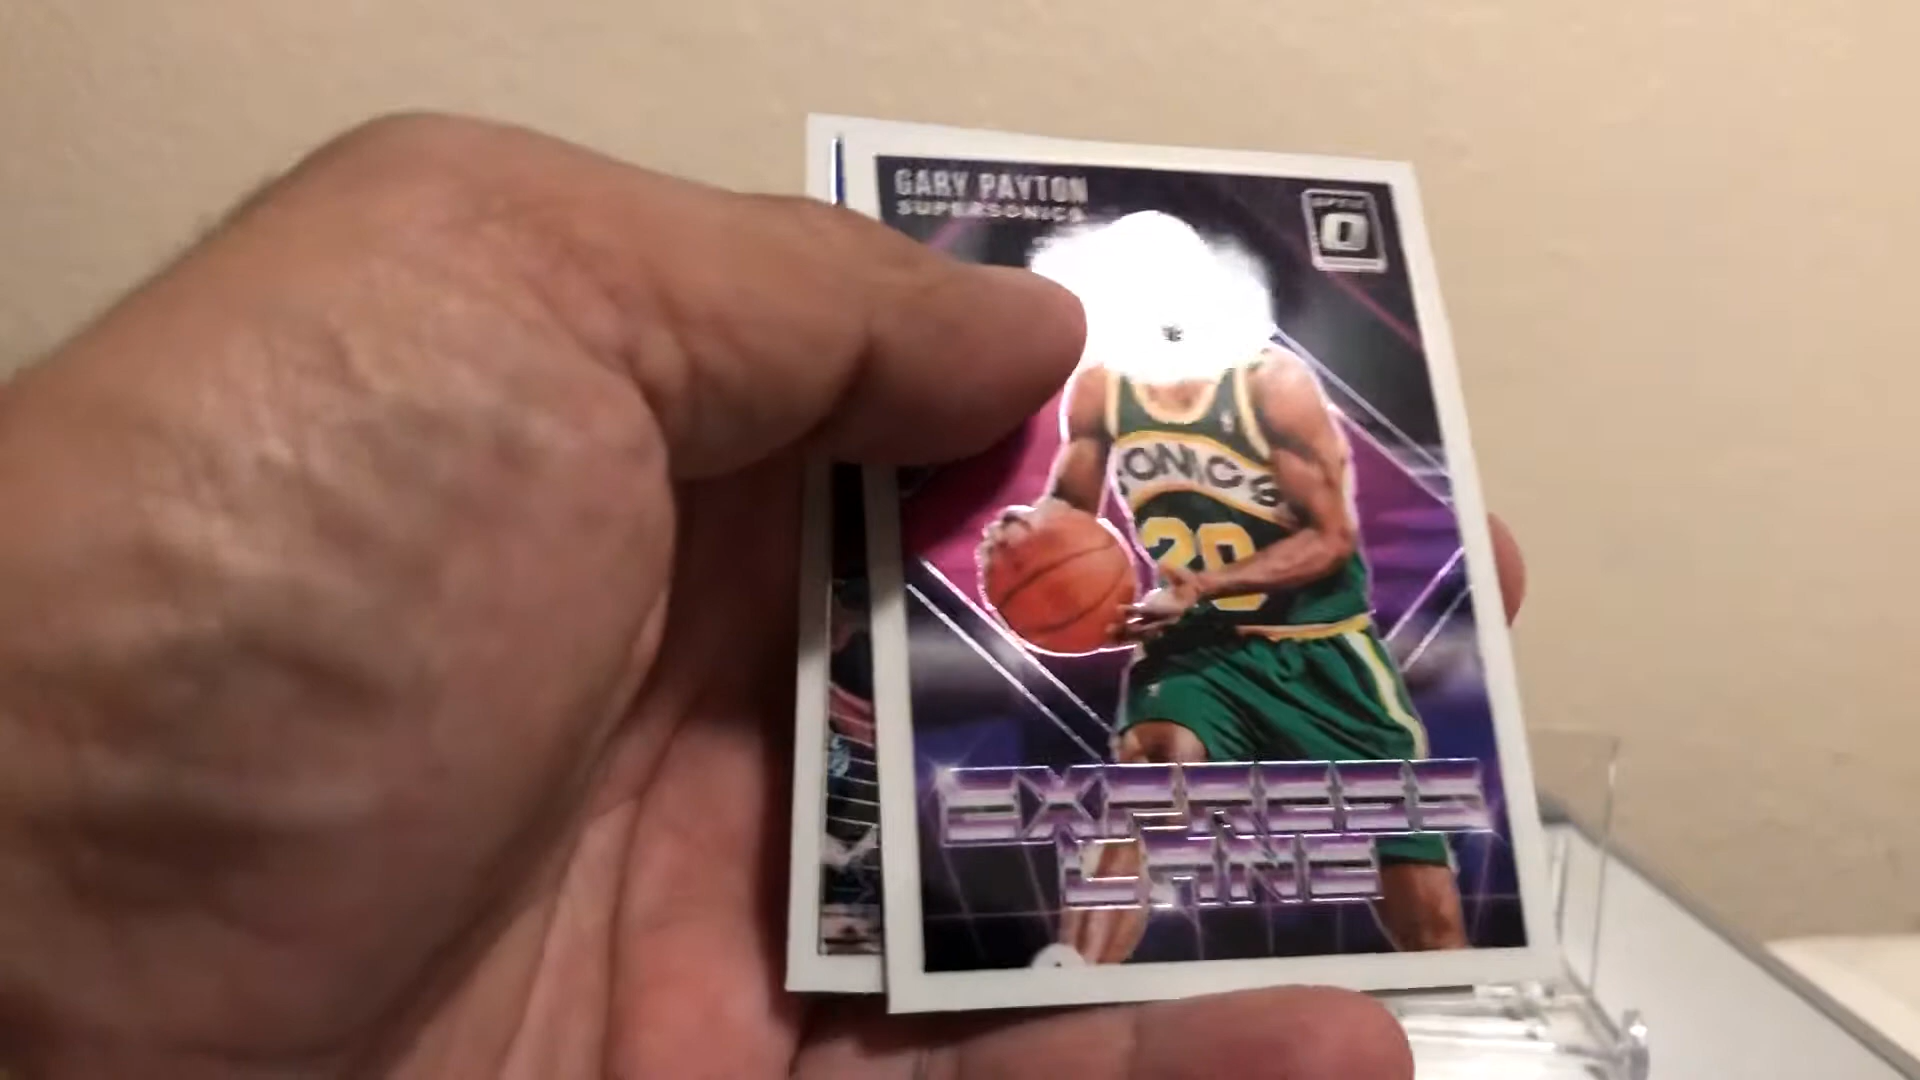 GARY PAYTON
SUPERSONICS
OPTIC
SONICS
20
EXPRESS
LANE